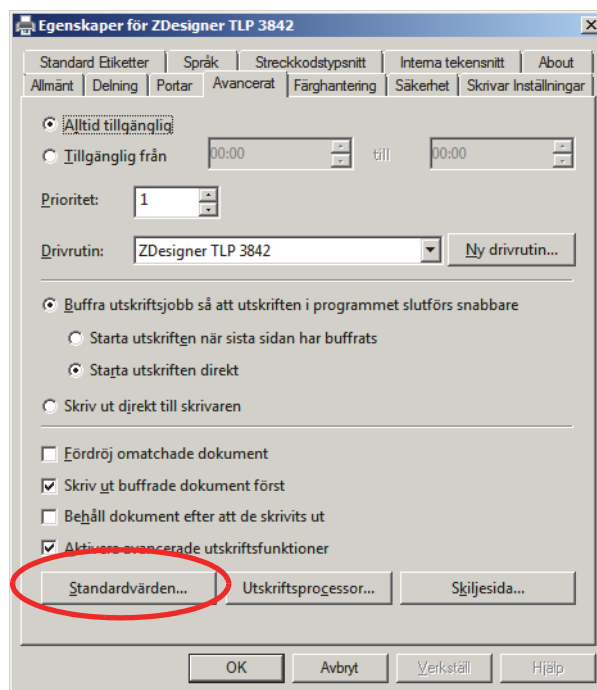 Egenskaper för ZDesigner TLP 3842
Standard Etiketter Språk Streckkodstypsnitt Interna tekensnitt About
Allmänt Delning Portar Avancerat Färghantering Säkerhet Skrivar Inställningar
Alltid tillgänglig
Tillgänglig från 00:00 till 00:00
Prioritet: 1
Drivrutin: ZDesigner TLP 3842 Ny drivrutin...
Buffra utskriftsjobb så att utskriften i programmet slutförs snabbare
Starta utskriften när sista sidan har buffrats
Starta utskriften direkt
Skriv ut direkt till skrivaren
Fördröj omatchade dokument
Skriv ut buffrade dokument först
Behåll dokument efter att de skrivits ut
Aktivera avancerade utskriftsfunktioner
Standardvärden... Utskriftsprocessor... Skiljesida...
OK Avbryt Verkställ Hjälp